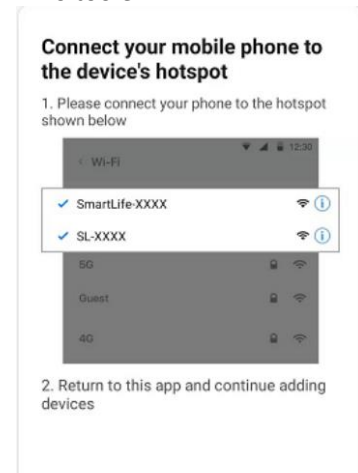 Connect your mobile phone to
the device's hotspot
1. Please connect your phone to the hotspot
shown below
12:30
< Wi-Fi
SmartLife-XXXX
SL-XXXX
5G
Guest
4G
2. Return to this app and continue adding
devices